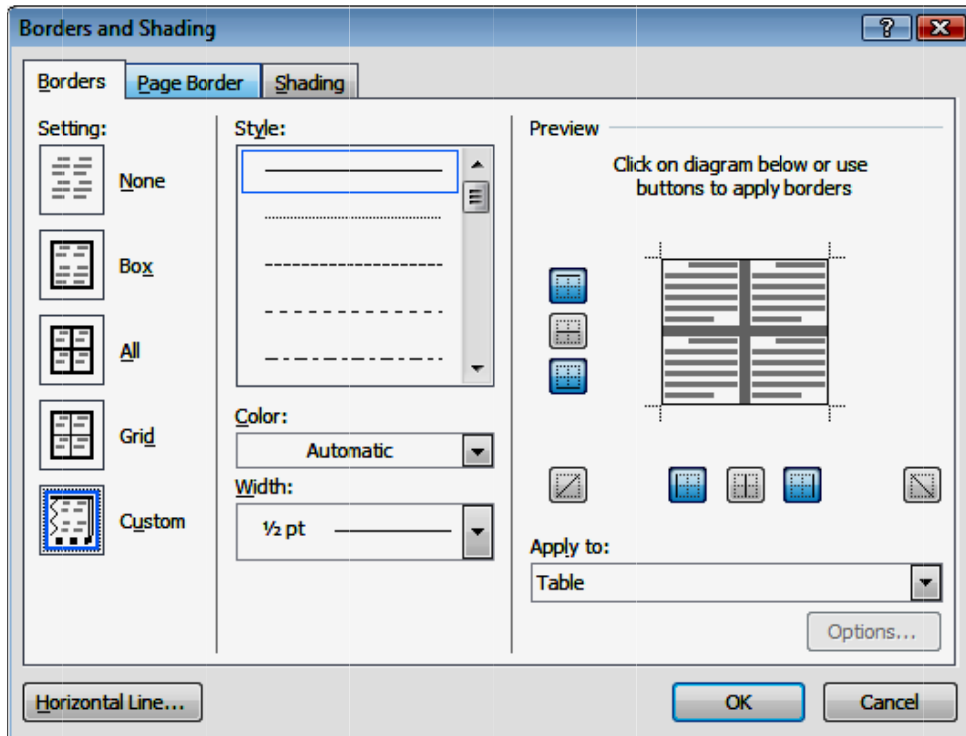 Borders and Shading
Borders
Page Border
Shading
Setting:
None
Box
All
Grid
Custom
Style:
Color:
Automatic
Width:
½ pt
Preview
Click on diagram below or use
buttons to apply borders
Apply to:
Table
Options...
Horizontal Line...
OK
Cancel